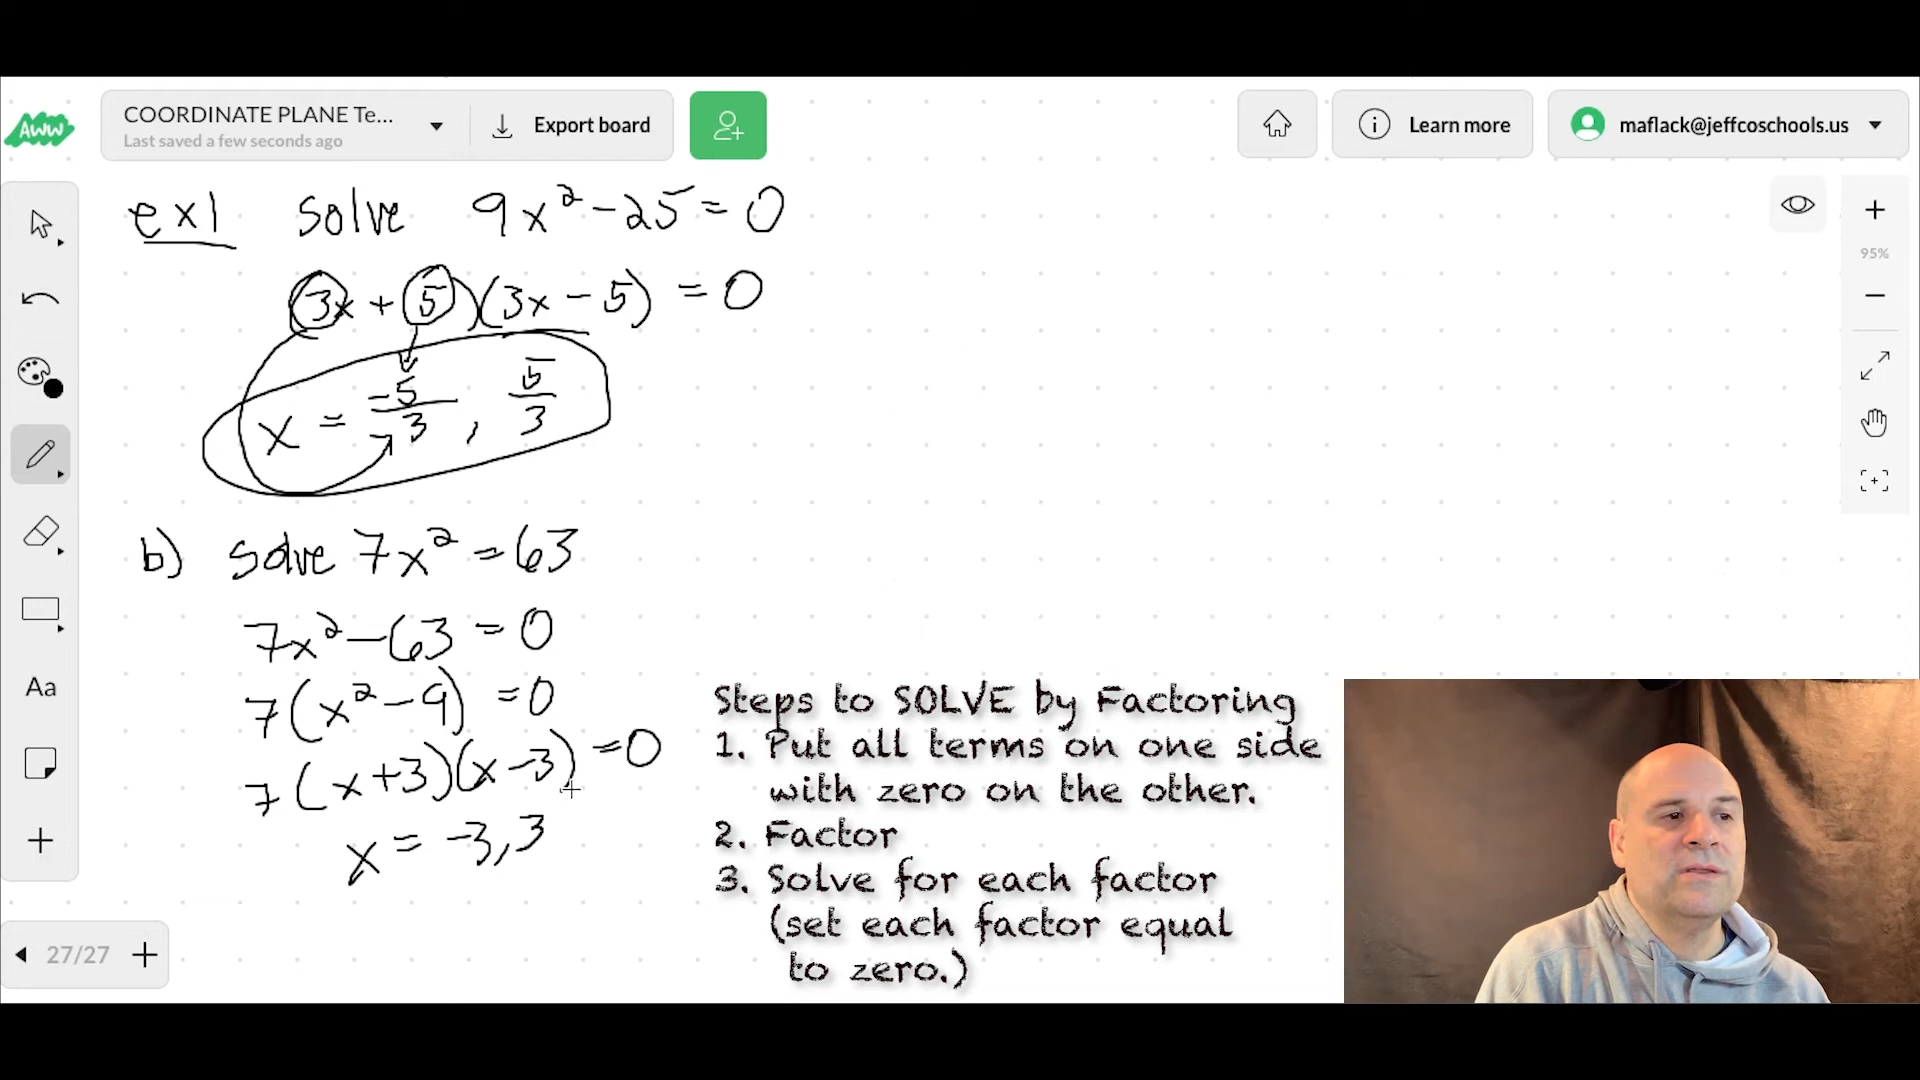 AWW
COORDINATE PLANE Te...
Last saved a few seconds ago
Export board
Learn more
maflack@jeffcoschools.us
95%
ex1 solve 9x² - 25 = 0
(3x + 5)(3x - 5) = 0
x = -5/3, 5/3
b) solve 7x² = 63
7x² - 63 = 0
7(x² - 9) = 0
7(x+3)(x-3) = 0
x = -3, 3
Steps to SOLVE by Factoring
1. Put all terms on one side
with zero on the other.
2. Factor
3. Solve for each factor
(set each factor equal
to zero.)
Aa
27/27